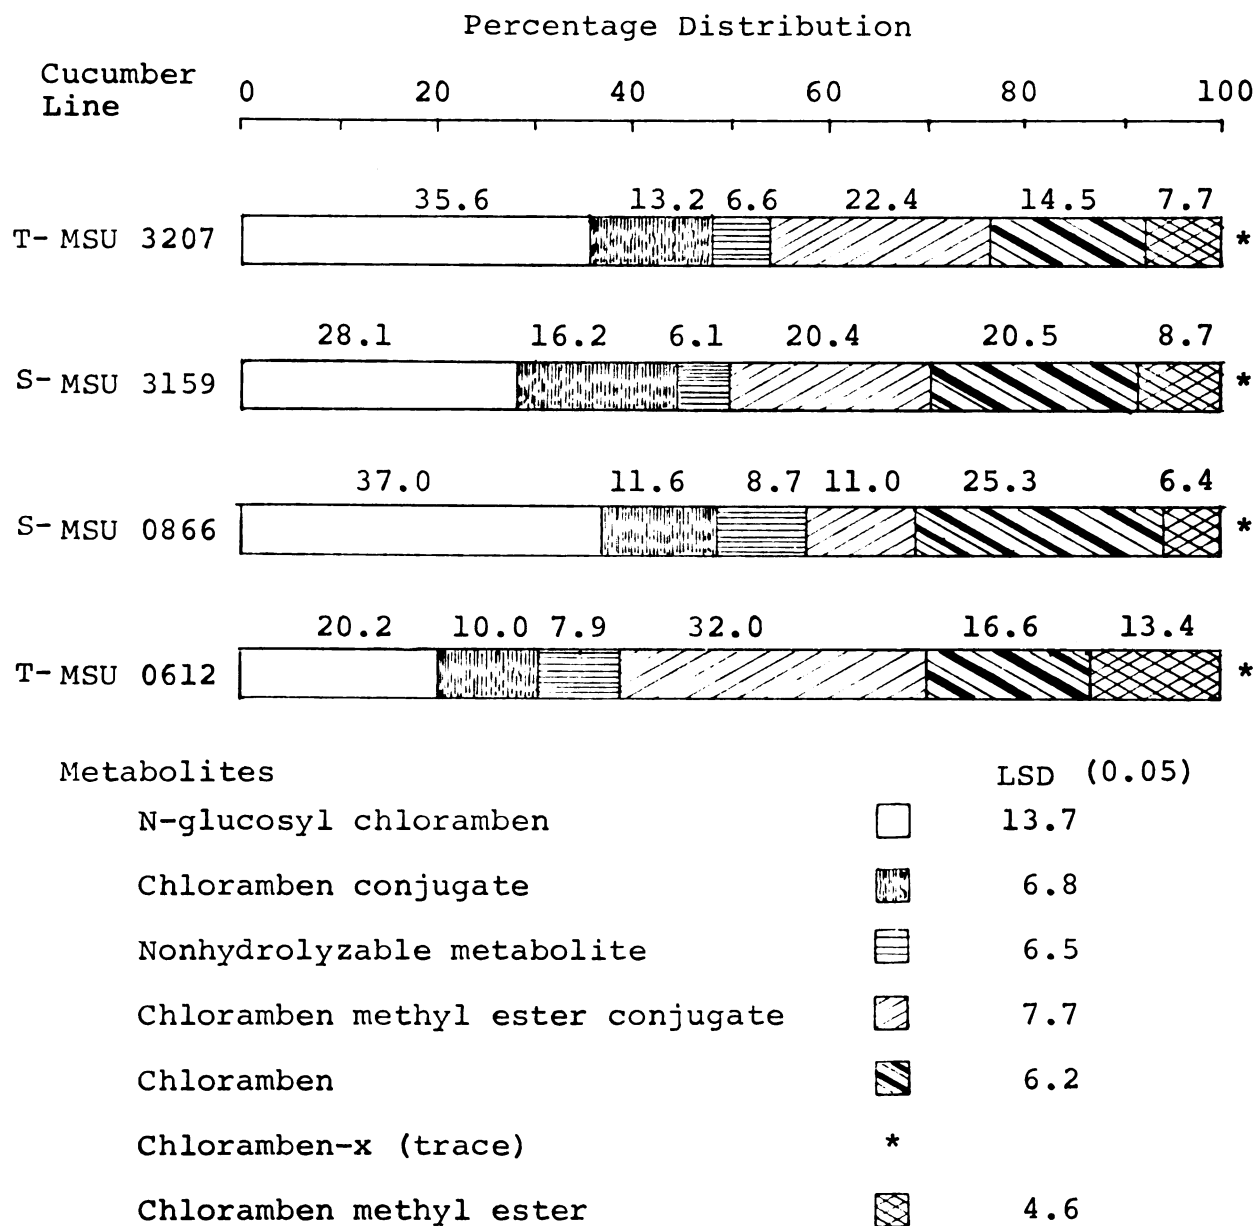 Percentage Distribution
Cucumber
Line
0 20 40 60 80 100
35.6 13.2 6.6 22.4 14.5 7.7
T- MSU 3207 *
28.1 16.2 6.1 20.4 20.5 8.7
S- MSU 3159 *
37.0 11.6 8.7 11.0 25.3 6.4
S- MSU 0866 *
20.2 10.0 7.9 32.0 16.6 13.4
T- MSU 0612 *
Metabolites LSD (0.05)
N-glucosyl chloramben 13.7
Chloramben conjugate 6.8
Nonhydrolyzable metabolite 6.5
Chloramben methyl ester conjugate 7.7
Chloramben 6.2
Chloramben-x (trace) *
Chloramben methyl ester 4.6